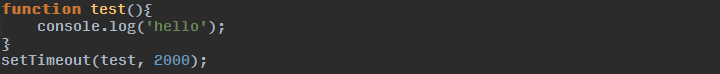 function test(){
    console.log('hello');
}
setTimeout(test, 2000);